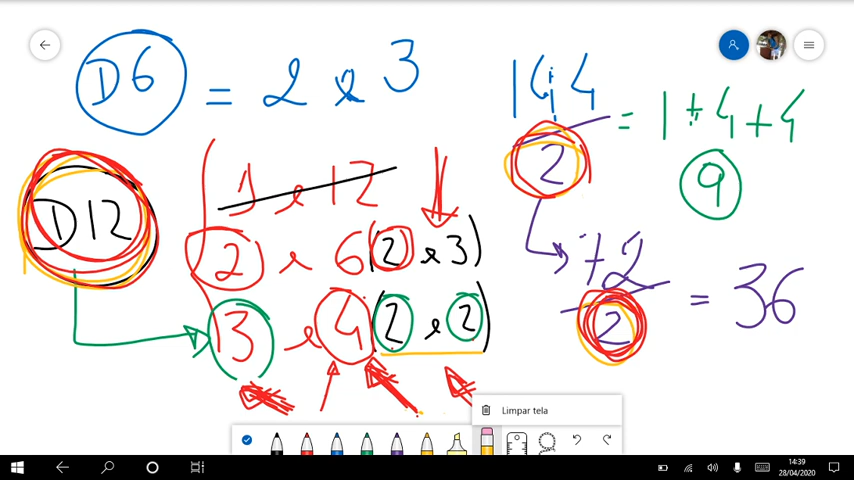 D6 = 2 e 3
144
2
= 1+4+4
9
72
2
= 36
D12
1 e 12
2 e 6 (2 e 3)
3 e 4 (2 e 2)
Limpar tela
14:39
28/04/2020